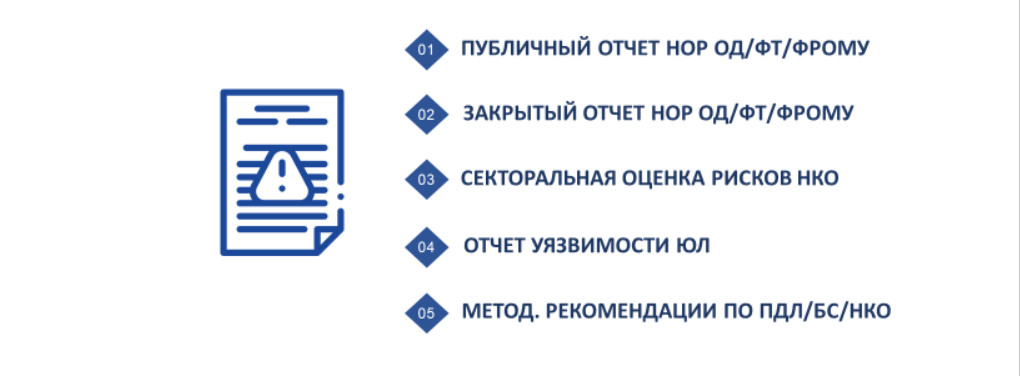 01 ПУБЛИЧНЫЙ ОТЧЕТ НОР ОД/ФТ/ФРОМУ
02 ЗАКРЫТЫЙ ОТЧЕТ НОР ОД/ФТ/ФРОМУ
03 СЕКТОРАЛЬНАЯ ОЦЕНКА РИСКОВ НКО
04 ОТЧЕТ УЯЗВИМОСТИ ЮЛ
05 МЕТОД. РЕКОМЕНДАЦИИ ПО ПДЛ/БС/НКО